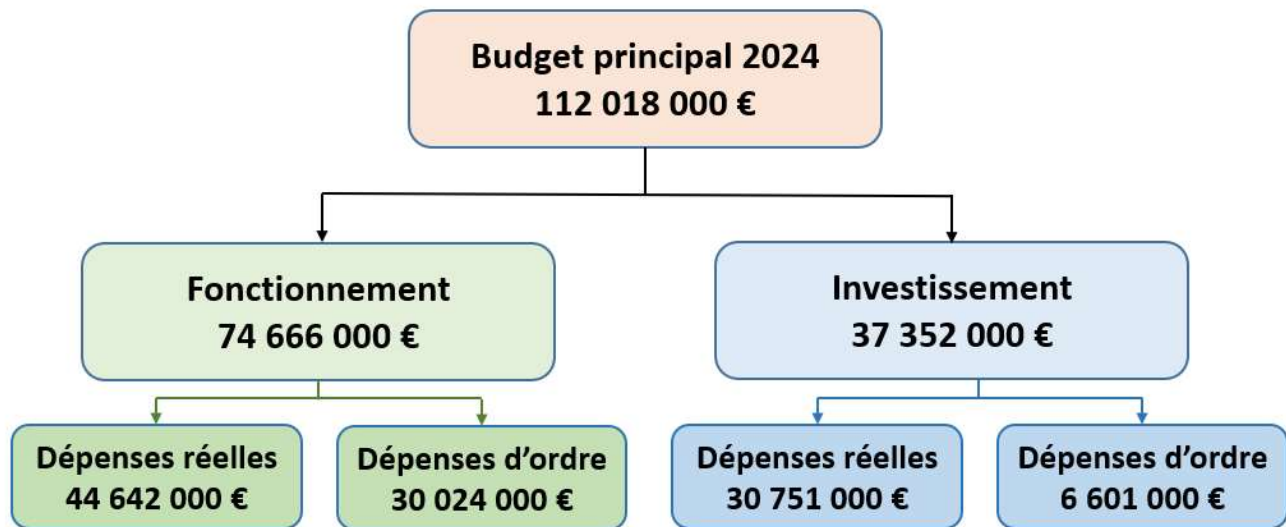 Budget principal 2024
112 018 000 €
Fonctionnement
74 666 000 €
Investissement
37 352 000 €
Dépenses réelles
44 642 000 €
Dépenses d’ordre
30 024 000 €
Dépenses réelles
30 751 000 €
Dépenses d’ordre
6 601 000 €